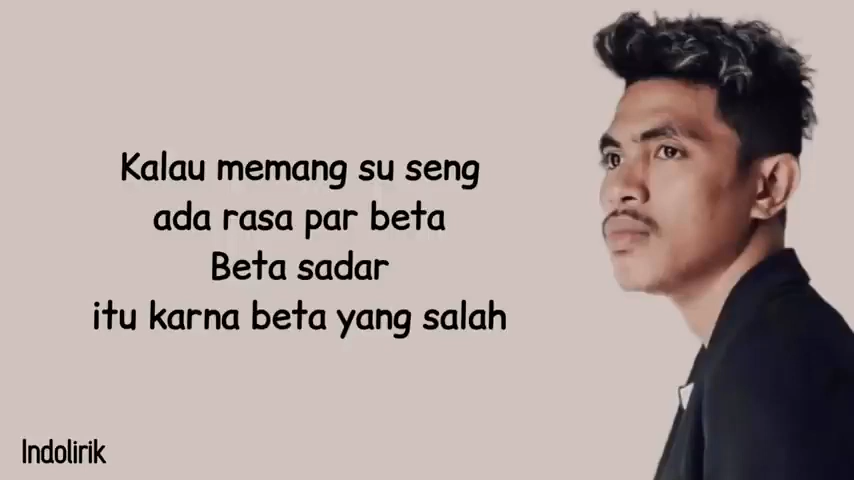 Kalau memang su seng
ada rasa par beta
Beta sadar
itu karna beta yang salah
Indolirik